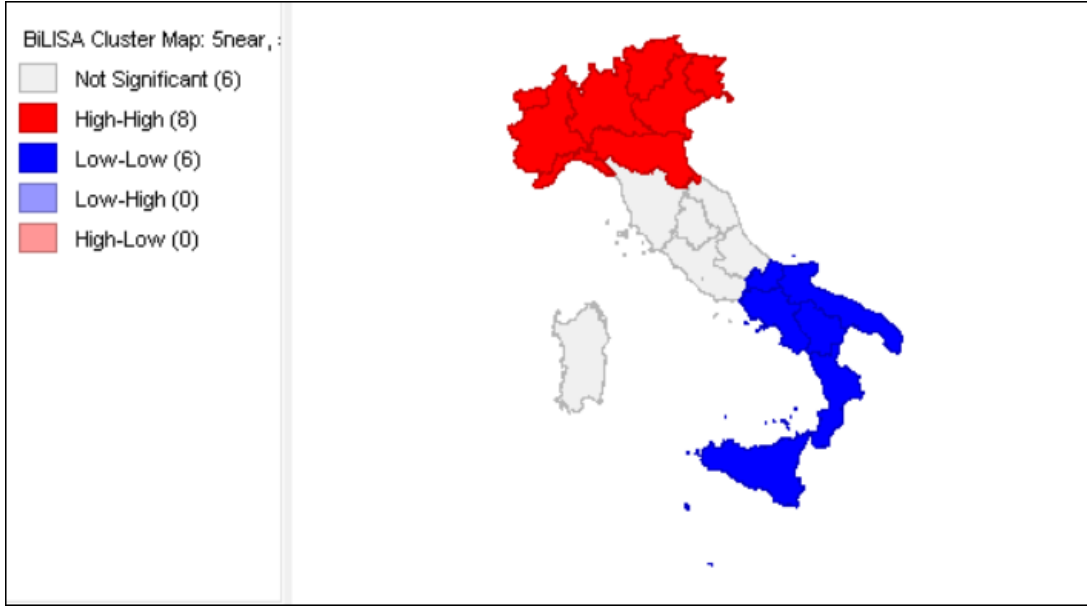 BiLISA Cluster Map: 5near,
Not Significant (6)
High-High (8)
Low-Low (6)
Low-High (0)
High-Low (0)